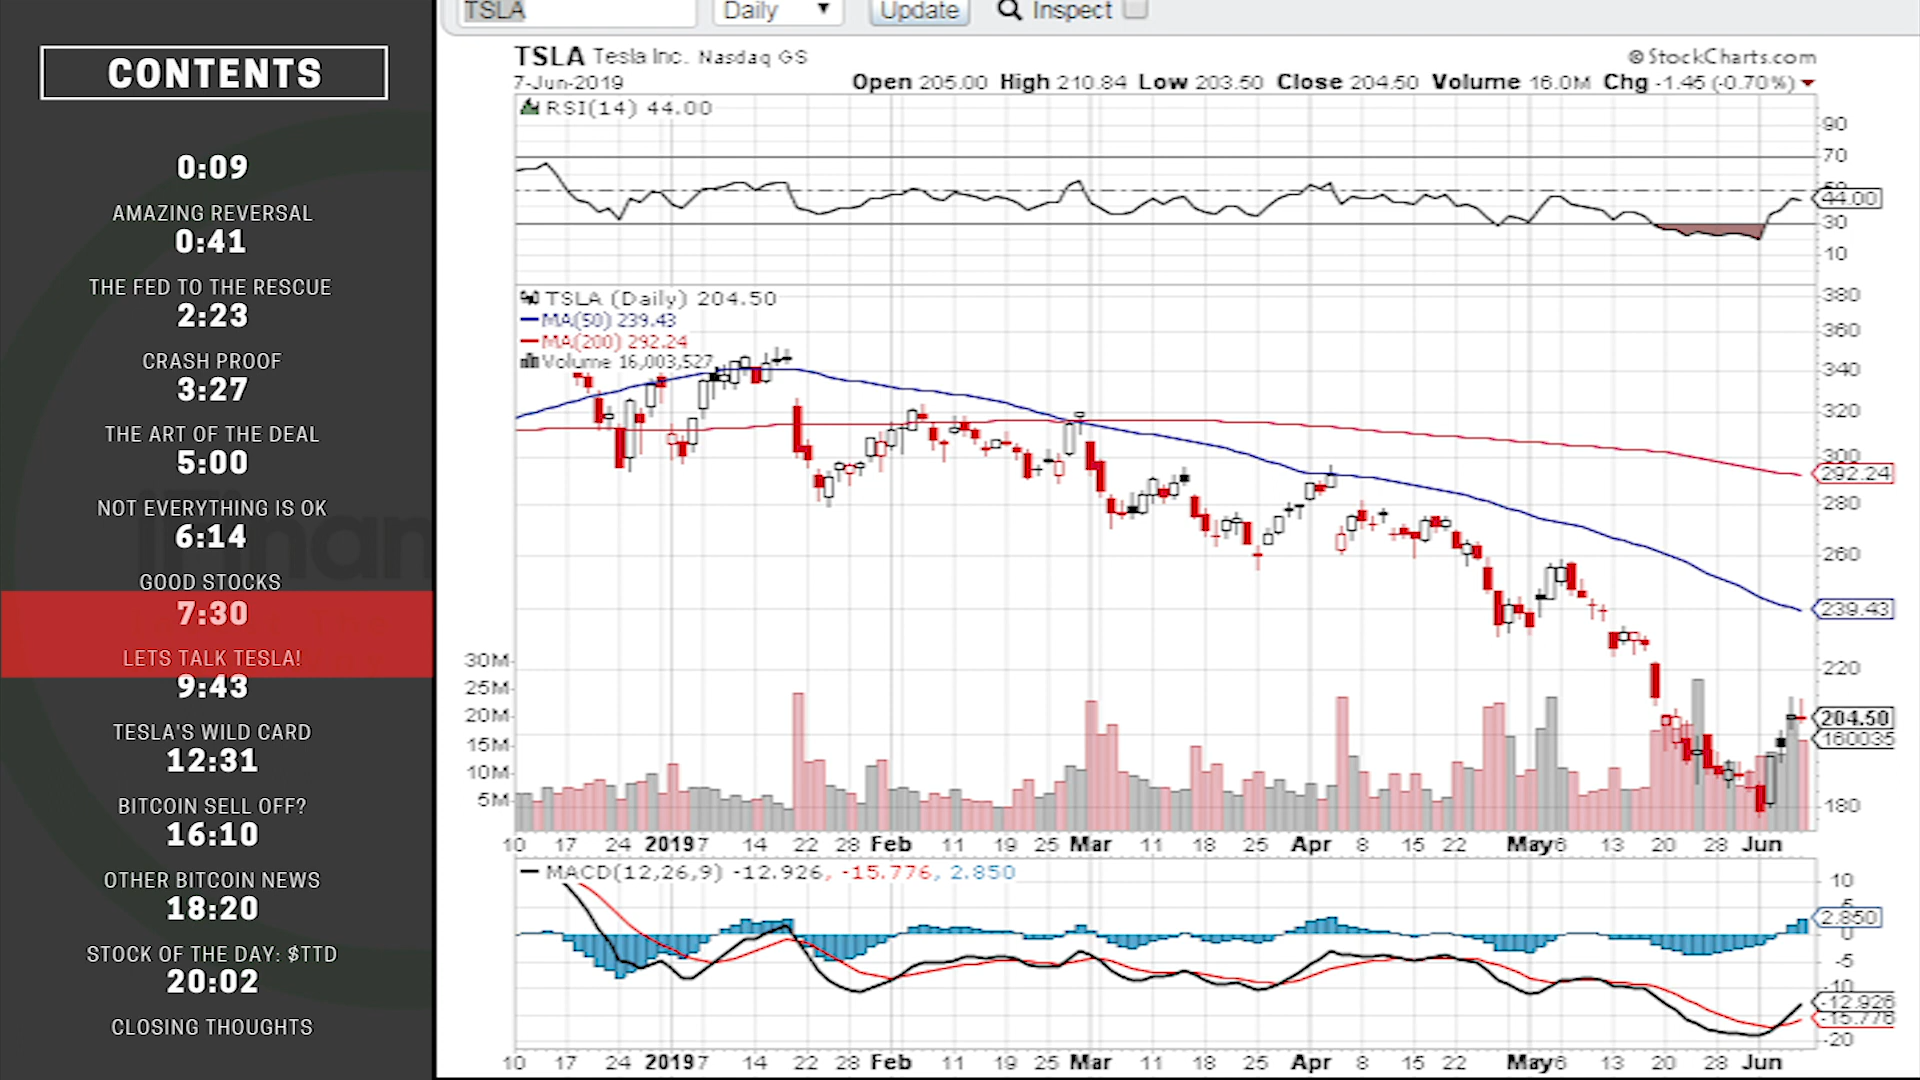 CONTENTS
0:09
AMAZING REVERSAL
0:41
THE FED TO THE RESCUE
2:23
CRASH PROOF
3:27
THE ART OF THE DEAL
5:00
NOT EVERYTHING IS OK
6:14
GOOD STOCKS
7:30
LETS TALK TESLA!
9:43
TESLA'S WILD CARD
12:31
BITCOIN SELL OFF?
16:10
OTHER BITCOIN NEWS
18:20
STOCK OF THE DAY: $TTD
20:02
CLOSING THOUGHTS
TSLA Daily ▼ Update Inspect
TSLA Tesla Inc. Nasdaq GS
© StockCharts.com
7-Jun-2019
Open 205.00 High 210.84 Low 203.50 Close 204.50 Volume 16.0M Chg -1.45 (-0.70%)
RSI(14) 44.00
90
70
50
44.00
30
10
TSLA (Daily) 204.50
MA(50) 239.43
MA(200) 292.24
Volume 16,003,527
380
360
340
320
300
292.24
280
260
239.43
220
204.50
160035
180
30M
25M
20M
15M
10M
5M
10 17 24 2019 7 14 22 28 Feb 11 19 25 Mar 11 18 25 Apr 8 15 22 May 6 13 20 28 Jun
MACD(12,26,9) -12.926, -15.776, 2.850
10
5
2.850
0
-5
-10
-12.926
-15.776
-20
10 17 24 2019 7 14 22 28 Feb 11 19 25 Mar 11 18 25 Apr 8 15 22 May 6 13 20 28 Jun